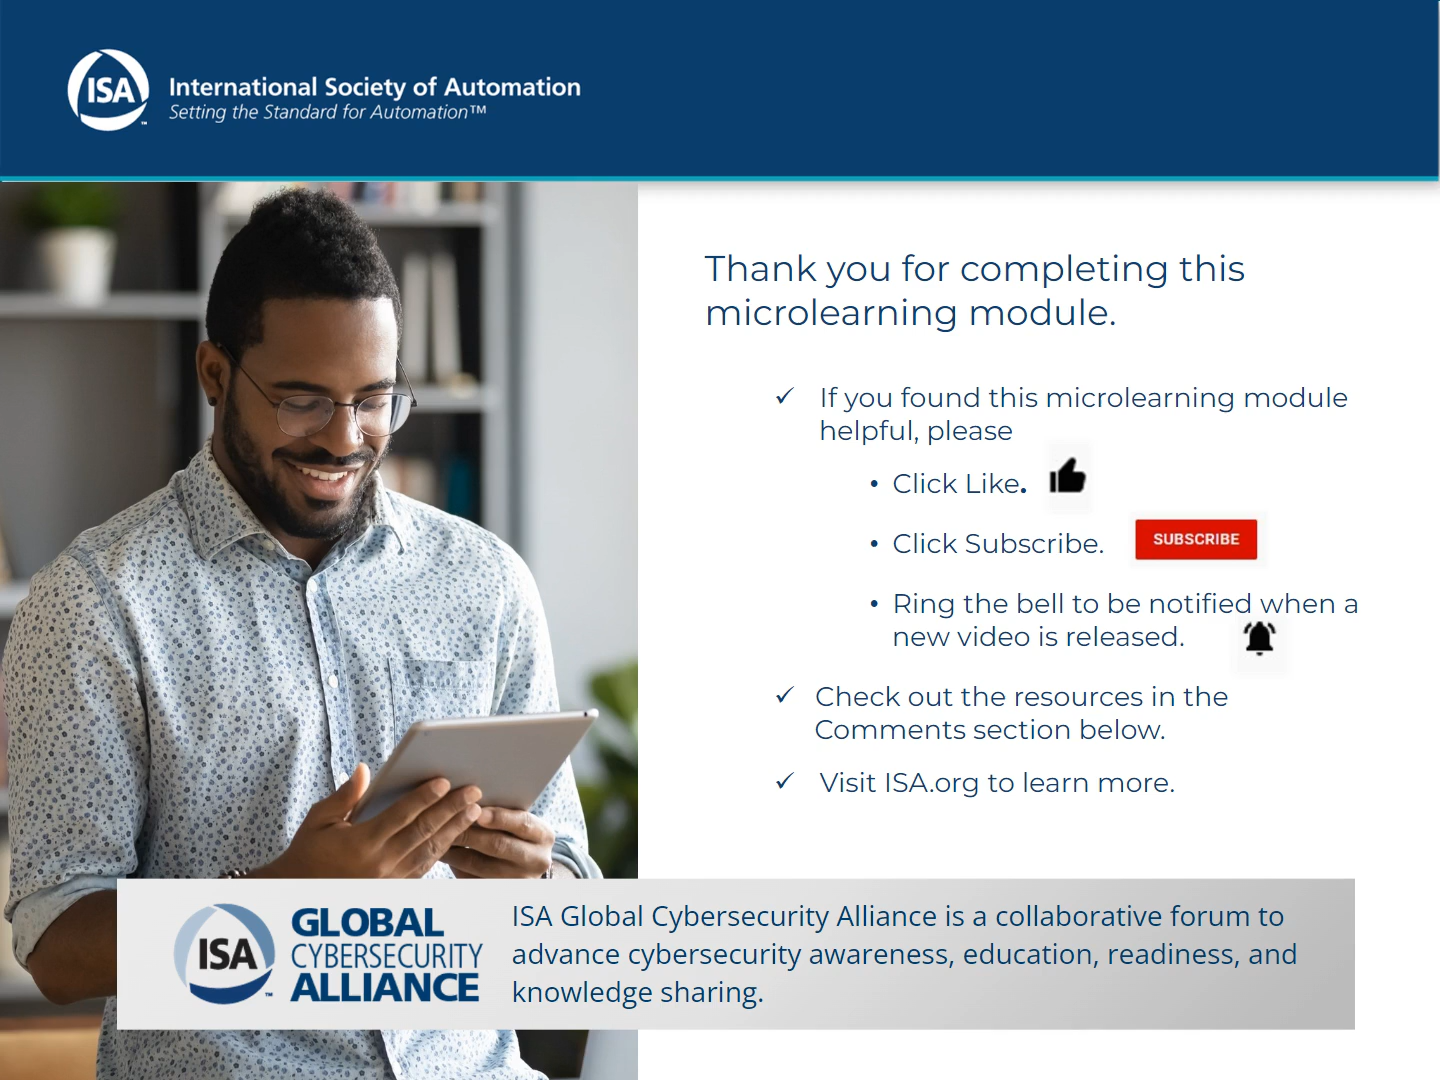 ISA
International Society of Automation
Setting the Standard for Automation™
Thank you for completing this
microlearning module.
✓ If you found this microlearning module
helpful, please
• Click Like.
• Click Subscribe. SUBSCRIBE
• Ring the bell to be notified when a
new video is released.
✓ Check out the resources in the
Comments section below.
✓ Visit ISA.org to learn more.
ISA™
GLOBAL
CYBERSECURITY
ALLIANCE
ISA Global Cybersecurity Alliance is a collaborative forum to
advance cybersecurity awareness, education, readiness, and
knowledge sharing.